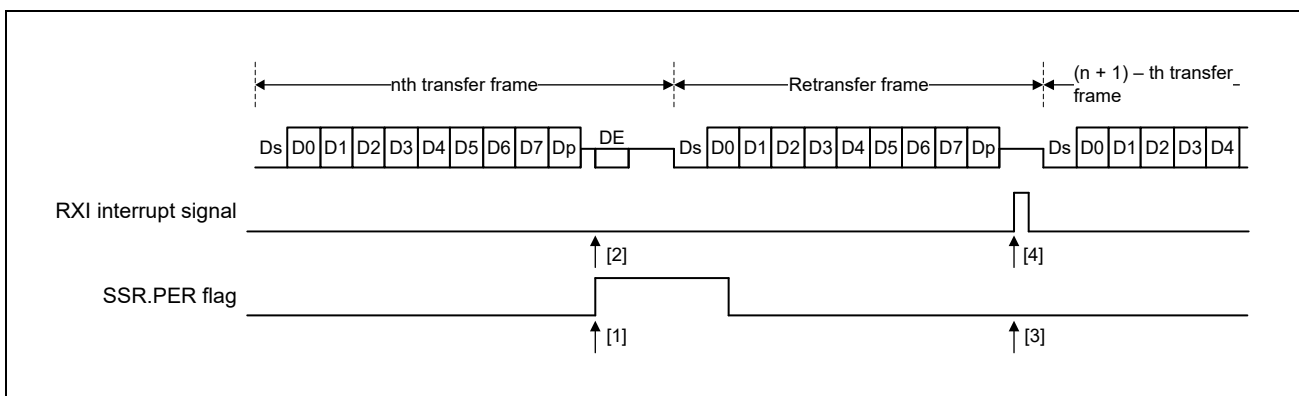 nth transfer frame
Retransfer frame
(n + 1) – th transfer
frame
Ds D0 D1 D2 D3 D4 D5 D6 D7 Dp DE Ds D0 D1 D2 D3 D4 D5 D6 D7 Dp Ds D0 D1 D2 D3 D4
RXI interrupt signal
[2] [4]
SSR.PER flag
[1] [3]